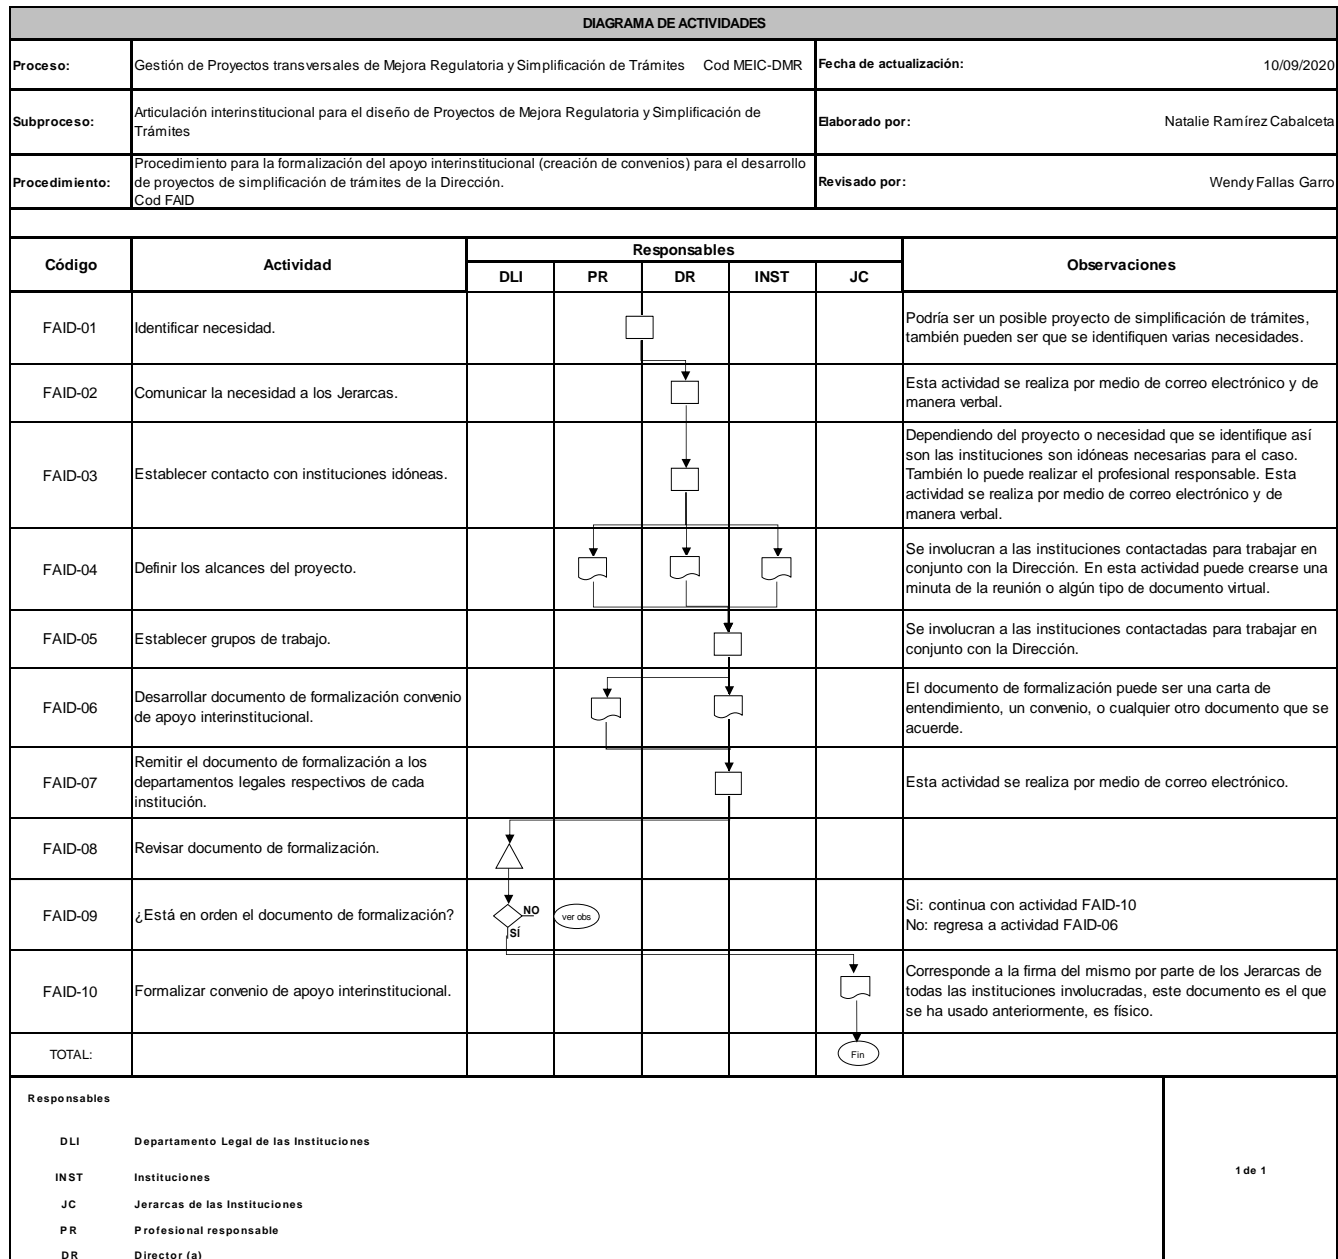 DIAGRAMA DE ACTIVIDADES
Proceso:
Gestión de Proyectos transversales de Mejora Regulatoria y Simplificación de Trámites Cod MEIC-DMR
Fecha de actualización:
10/09/2020
Subproceso:
Articulación interinstitucional para el diseño de Proyectos de Mejora Regulatoria y Simplificación de
Trámites
Elaborado por:
Natalie Ramírez Cabalceta
Procedimiento:
Procedimiento para la formalización del apoyo interinstitucional (creación de convenios) para el desarrollo
de proyectos de simplificación de trámites de la Dirección.
Cod FAID
Revisado por:
Wendy Fallas Garro
Código
Actividad
Responsables
DLI
PR
DR
INST
JC
Observaciones
FAID-01
Identificar necesidad.
Podría ser un posible proyecto de simplificación de trámites,
también pueden ser que se identifiquen varias necesidades.
FAID-02
Comunicar la necesidad a los Jerarcas.
Esta actividad se realiza por medio de correo electrónico y de
manera verbal.
FAID-03
Establecer contacto con instituciones idóneas.
Dependiendo del proyecto o necesidad que se identifique así
son las instituciones son idóneas necesarias para el caso.
También lo puede realizar el profesional responsable. Esta
actividad se realiza por medio de correo electrónico y de
manera verbal.
FAID-04
Definir los alcances del proyecto.
Se involucran a las instituciones contactadas para trabajar en
conjunto con la Dirección. En esta actividad puede crearse una
minuta de la reunión o algún tipo de documento virtual.
FAID-05
Establecer grupos de trabajo.
Se involucran a las instituciones contactadas para trabajar en
conjunto con la Dirección.
FAID-06
Desarrollar documento de formalización convenio
de apoyo interinstitucional.
El documento de formalización puede ser una carta de
entendimiento, un convenio, o cualquier otro documento que se
acuerde.
FAID-07
Remitir el documento de formalización a los
departamentos legales respectivos de cada
institución.
Esta actividad se realiza por medio de correo electrónico.
FAID-08
Revisar documento de formalización.
FAID-09
¿Está en orden el documento de formalización?
NO
SÍ
ver obs
Si: continua con actividad FAID-10
No: regresa a actividad FAID-06
FAID-10
Formalizar convenio de apoyo interinstitucional.
Corresponde a la firma del mismo por parte de los Jerarcas de
todas las instituciones involucradas, este documento es el que
se ha usado anteriormente, es físico.
TOTAL:
Fin
Responsables
DLI Departamento Legal de las Instituciones
INST Instituciones
JC Jerarcas de las Instituciones
PR Profesional responsable
DR Director (a)
1 de 1